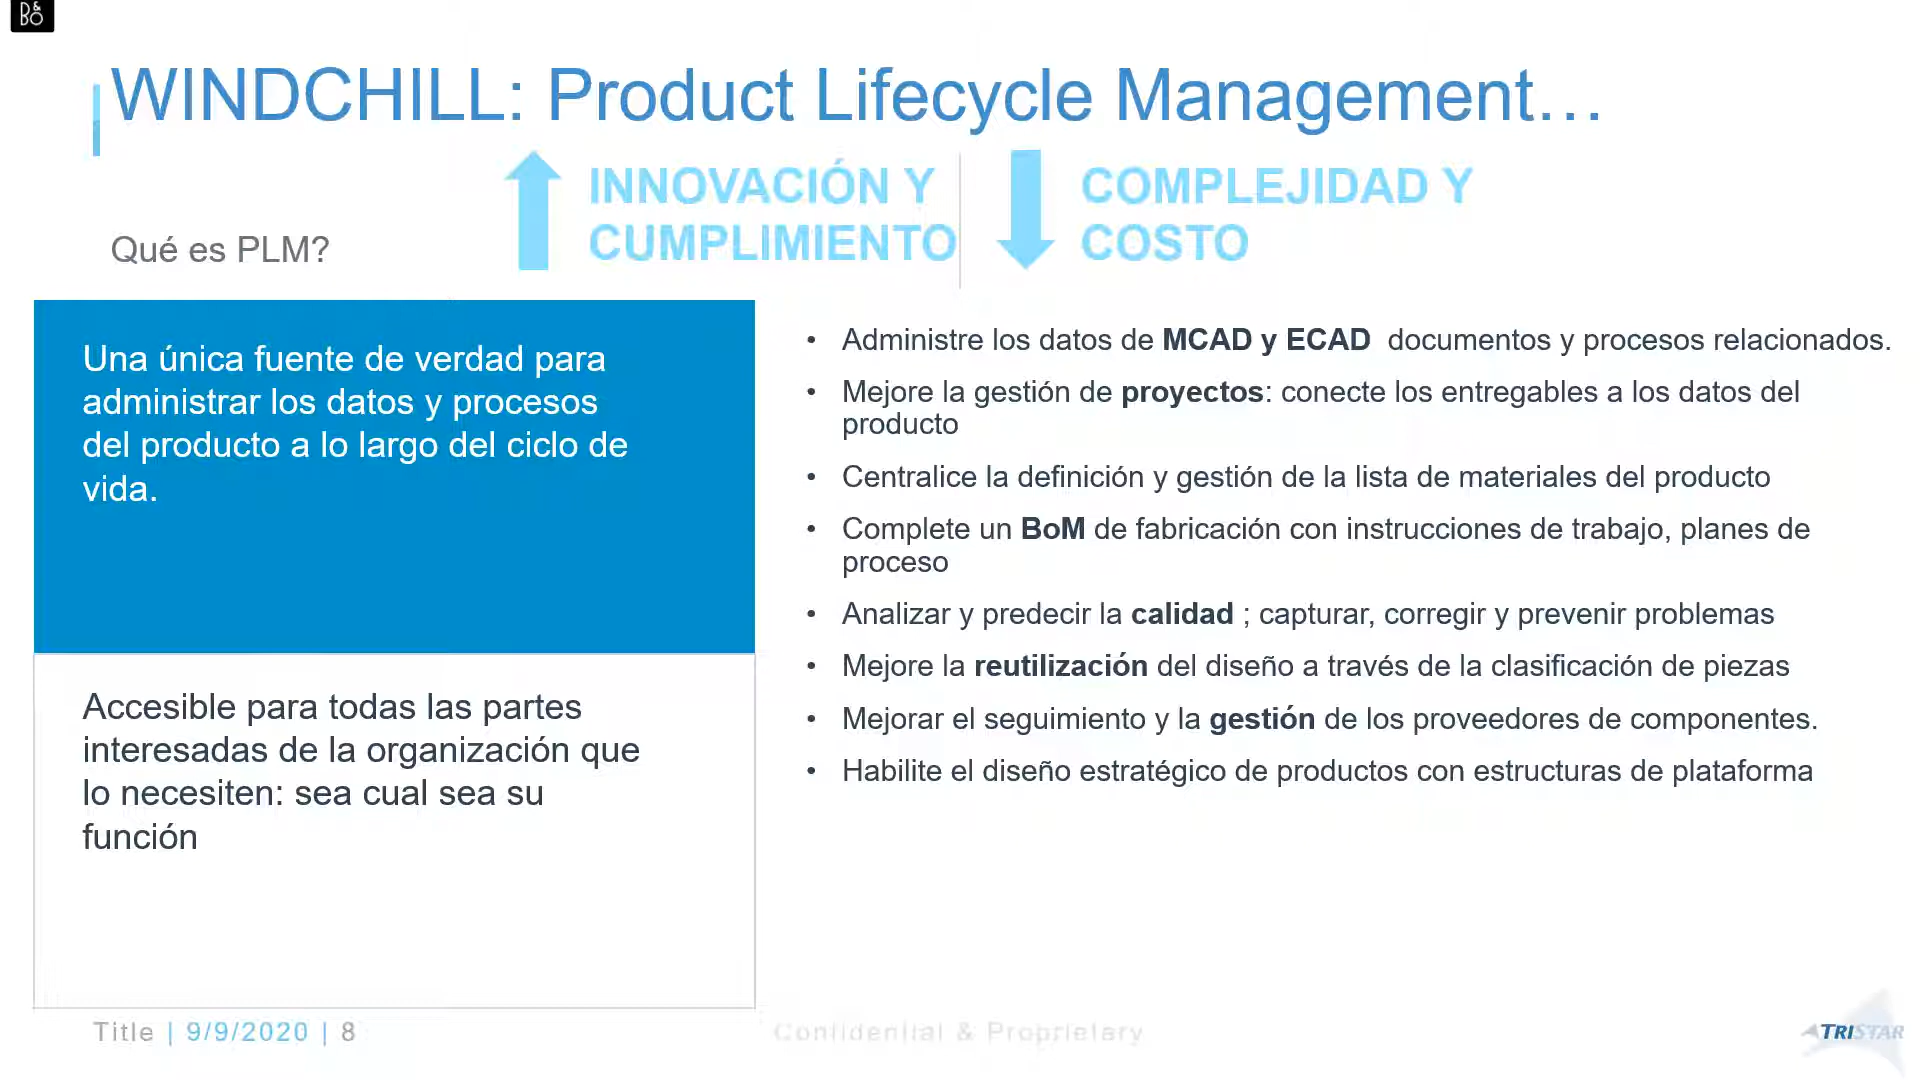 B&O
WINDCHILL: Product Lifecycle Management…
INNOVACIÓN Y
CUMPLIMIENTO
COMPLEJIDAD Y
COSTO
Qué es PLM?
Una única fuente de verdad para
administrar los datos y procesos
del producto a lo largo del ciclo de
vida.
Accesible para todas las partes
interesadas de la organización que
lo necesiten: sea cual sea su
función
• Administre los datos de MCAD y ECAD documentos y procesos relacionados.
• Mejore la gestión de proyectos: conecte los entregables a los datos del
producto
• Centralice la definición y gestión de la lista de materiales del producto
• Complete un BoM de fabricación con instrucciones de trabajo, planes de
proceso
• Analizar y predecir la calidad ; capturar, corregir y prevenir problemas
• Mejore la reutilización del diseño a través de la clasificación de piezas
• Mejorar el seguimiento y la gestión de los proveedores de componentes.
• Habilite el diseño estratégico de productos con estructuras de plataforma
Title | 9/9/2020 | 8
Confidential & Proprietary
TRISTAR